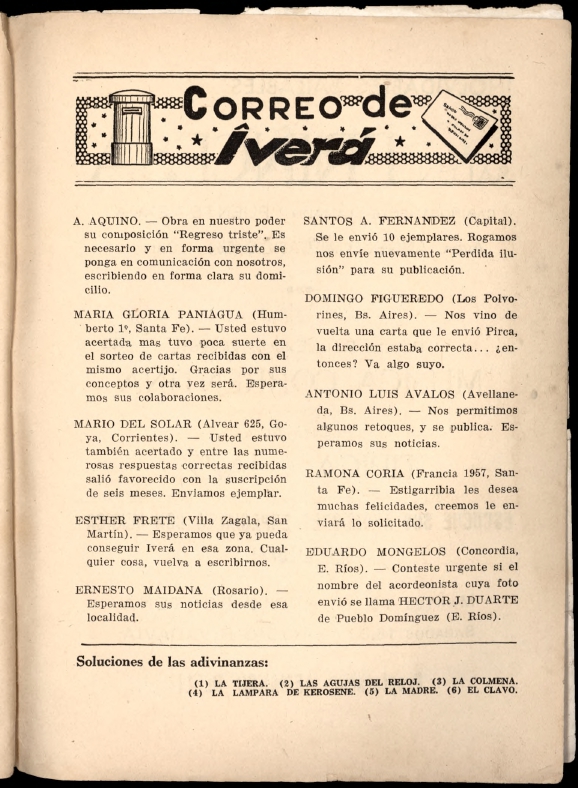 CORREO de
Îverá
A. AQUINO. — Obra en nuestro poder
su composición "Regreso triste". Es
necesario y en forma urgente se
ponga en comunicación con nosotros,
escribiendo en forma clara su domi-
cilio.
MARIA GLORIA PANIAGUA (Hum-
berto 1º, Santa Fe). — Usted estuvo
acertada mas tuvo poca suerte en
el sorteo de cartas recibidas con el
mismo acertijo. Gracias por sus
conceptos y otra vez será. Espera-
mos sus colaboraciones.
MARIO DEL SOLAR (Alvear 625, Go-
ya, Corrientes). — Usted estuvo
también acertado y entre las nume-
rosas respuestas correctas recibidas
salió favorecido con la suscripción
de seis meses. Enviamos ejemplar.
ESTHER FRETE (Villa Zagala, San
Martín). — Esperamos que ya pueda
conseguir Iverá en esa zona. Cual-
quier cosa, vuelva a escribirnos.
ERNESTO MAIDANA (Rosario). —
Esperamos sus noticias desde esa
localidad.
SANTOS A. FERNANDEZ (Capital).
Se le envió 10 ejemplares. Rogamos
nos envíe nuevamente "Perdida ilu-
sión" para su publicación.
DOMINGO FIGUEREDO (Los Polvo-
rines, Bs. Aires). — Nos vino de
vuelta una carta que le envió Pirca,
la dirección estaba correcta... ¿en-
tonces? Va algo suyo.
ANTONIO LUIS AVALOS (Avellane-
da, Bs. Aires). — Nos permitimos
algunos retoques, y se publica. Es-
peramos sus noticias.
RAMONA CORIA (Francia 1957, San-
ta Fe). — Estigarribia les desea
muchas felicidades, creemos le en-
viará lo solicitado.
EDUARDO MONGELOS (Concordia,
E. Ríos). — Conteste urgente si el
nombre del acordeonista cuya foto
envió se llama HECTOR J. DUARTE
de Pueblo Domínguez (E. Ríos).
Soluciones de las adivinanzas:
(1) LA TIJERA. (2) LAS AGUJAS DEL RELOJ. (3) LA COLMENA.
(4) LA LAMPARA DE KEROSENE. (5) LA MADRE. (6) EL CLAVO.